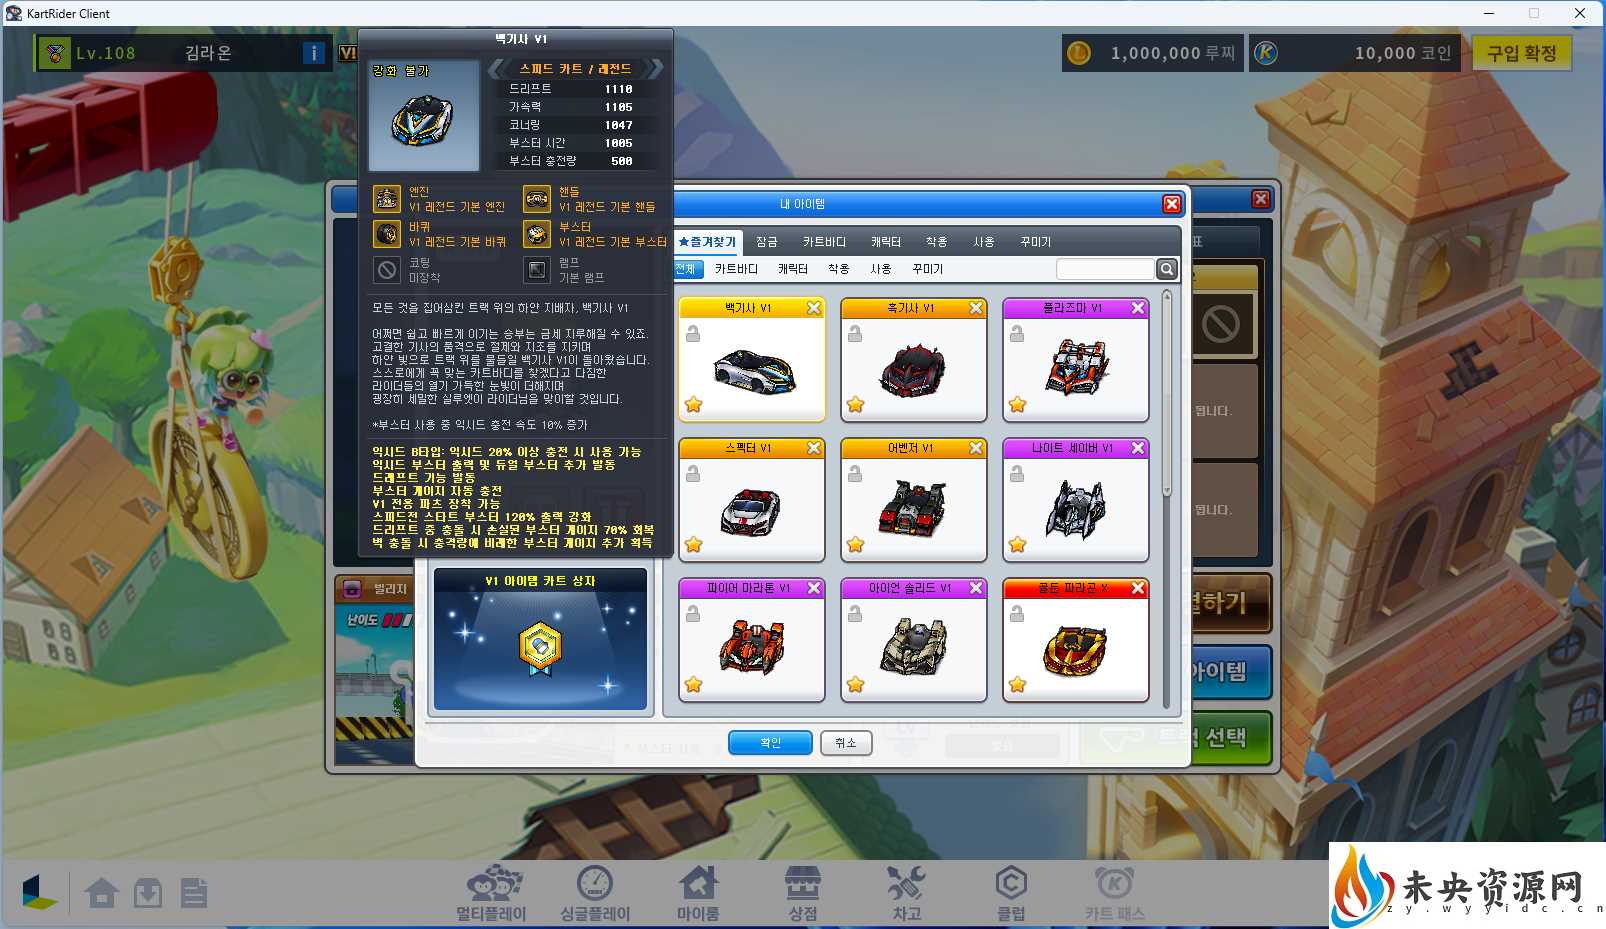 KartRider Client
Lv.108 김라온
1,000,000 루찌
10,000 코인
구입 확정
백기사 V1
강화 불가
스피드 카트 / 레전드
드리프트 1110
가속력 1105
코너링 1047
부스터 시간 1005
부스터 충전량 500
엔진
V1 레전드 기본 엔진
핸들
V1 레전드 기본 핸들
바퀴
V1 레전드 기본 바퀴
부스터
V1 레전드 기본 부스터
코팅
미장착
램프
기본 램프
모든 것을 집어삼킨 트랙 위의 하얀 지배자, 백기사 V1
어쩌면 쉽고 빠르게 이기는 승부는 금세 지루해질 수 있죠.
고결한 기사의 품격으로 절제와 지조를 지키며
하얀 빛으로 트랙 위를 물들일 백기사 V1이 돌아왔습니다.
스스로에게 꼭 맞는 카트바디를 찾겠다고 다짐한
라이더들의 열기 가득한 눈빛이 더해지며
굉장히 세밀한 실루엣이 라이더님을 맞이할 것입니다.
*부스터 사용 중 익시드 충전 속도 10% 증가
익시드 B타입: 익시드 20% 이상 충전 시 사용 가능
익시드 부스터 출력 및 듀얼 부스터 추가 발동
드래프트 기능 발동
부스터 게이지 자동 충전
V1 전용 파츠 장착 가능
스피드전 스타트 부스터 120% 출력 강화
드리프트 중 충돌 시 손실된 부스터 게이지 70% 회복
벽 충돌 시 충격량에 비례한 부스터 게이지 추가 획득
내 아이템
★즐겨찾기 잠금 카트바디 캐릭터 착용 사용 꾸미기
전체 카트바디 캐릭터 착용 사용 꾸미기
백기사 V1
흑기사 V1
플라즈마 V1
스펙터 V1
어벤저 V1
나이트 세이버 V1
파이어 마라톤 V1
아이언 솔리드 V1
골든 파라곤 X
V1 아이템 카트 상자
확인
취소
됩니다.
됩니다.
빌리지
난이도
아이템
트랙 선택
멀티플레이
싱글플레이
마이룸
상점
차고
클럽
카트 패스
未央资源网
zy.wyyidc.cn